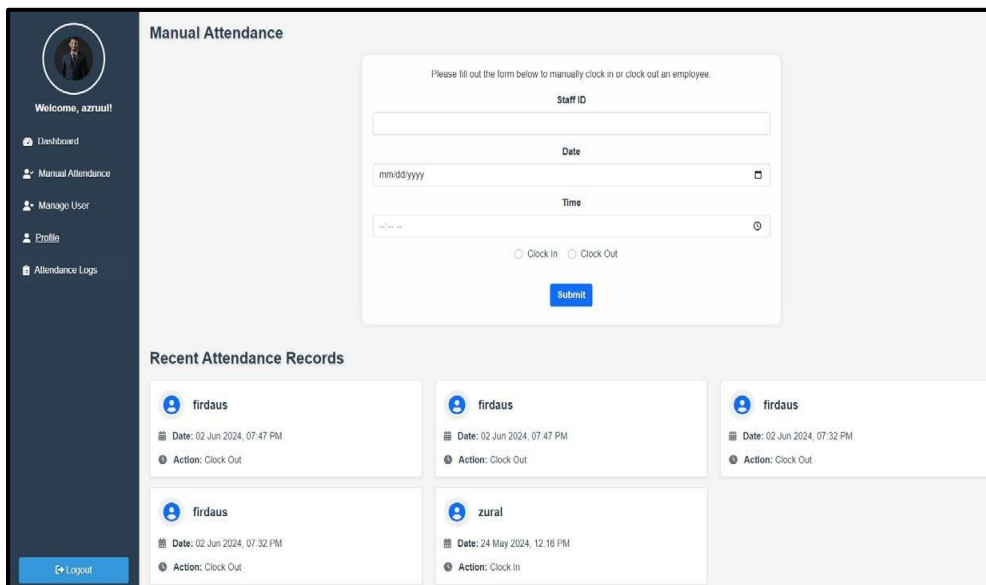 Welcome, azruul!
Dashboard
Manual Attendance
Manage User
Profile
Attendance Logs
Logout
Manual Attendance
Please fill out the form below to manually clock in or clock out an employee.
Staff ID
Date
mm/dd/yyyy
Time
--:-- --
Clock In Clock Out
Submit
Recent Attendance Records
firdaus
Date: 02 Jun 2024, 07:47 PM
Action: Clock Out
firdaus
Date: 02 Jun 2024, 07:47 PM
Action: Clock Out
firdaus
Date: 02 Jun 2024, 07:32 PM
Action: Clock Out
firdaus
Date: 02 Jun 2024, 07:32 PM
Action: Clock Out
zural
Date: 24 May 2024, 12:16 PM
Action: Clock In